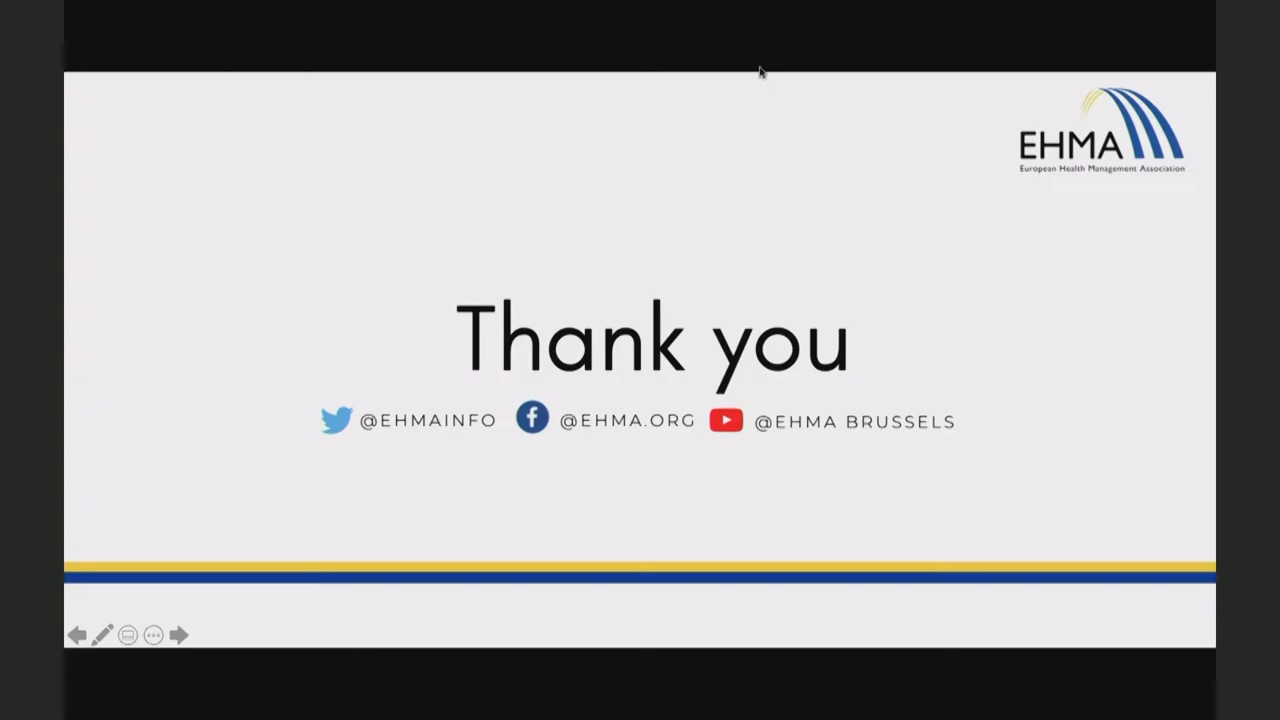 EHMA
European Health Management Association
Thank you
@EHMAINFO @EHMA.ORG @EHMA BRUSSELS